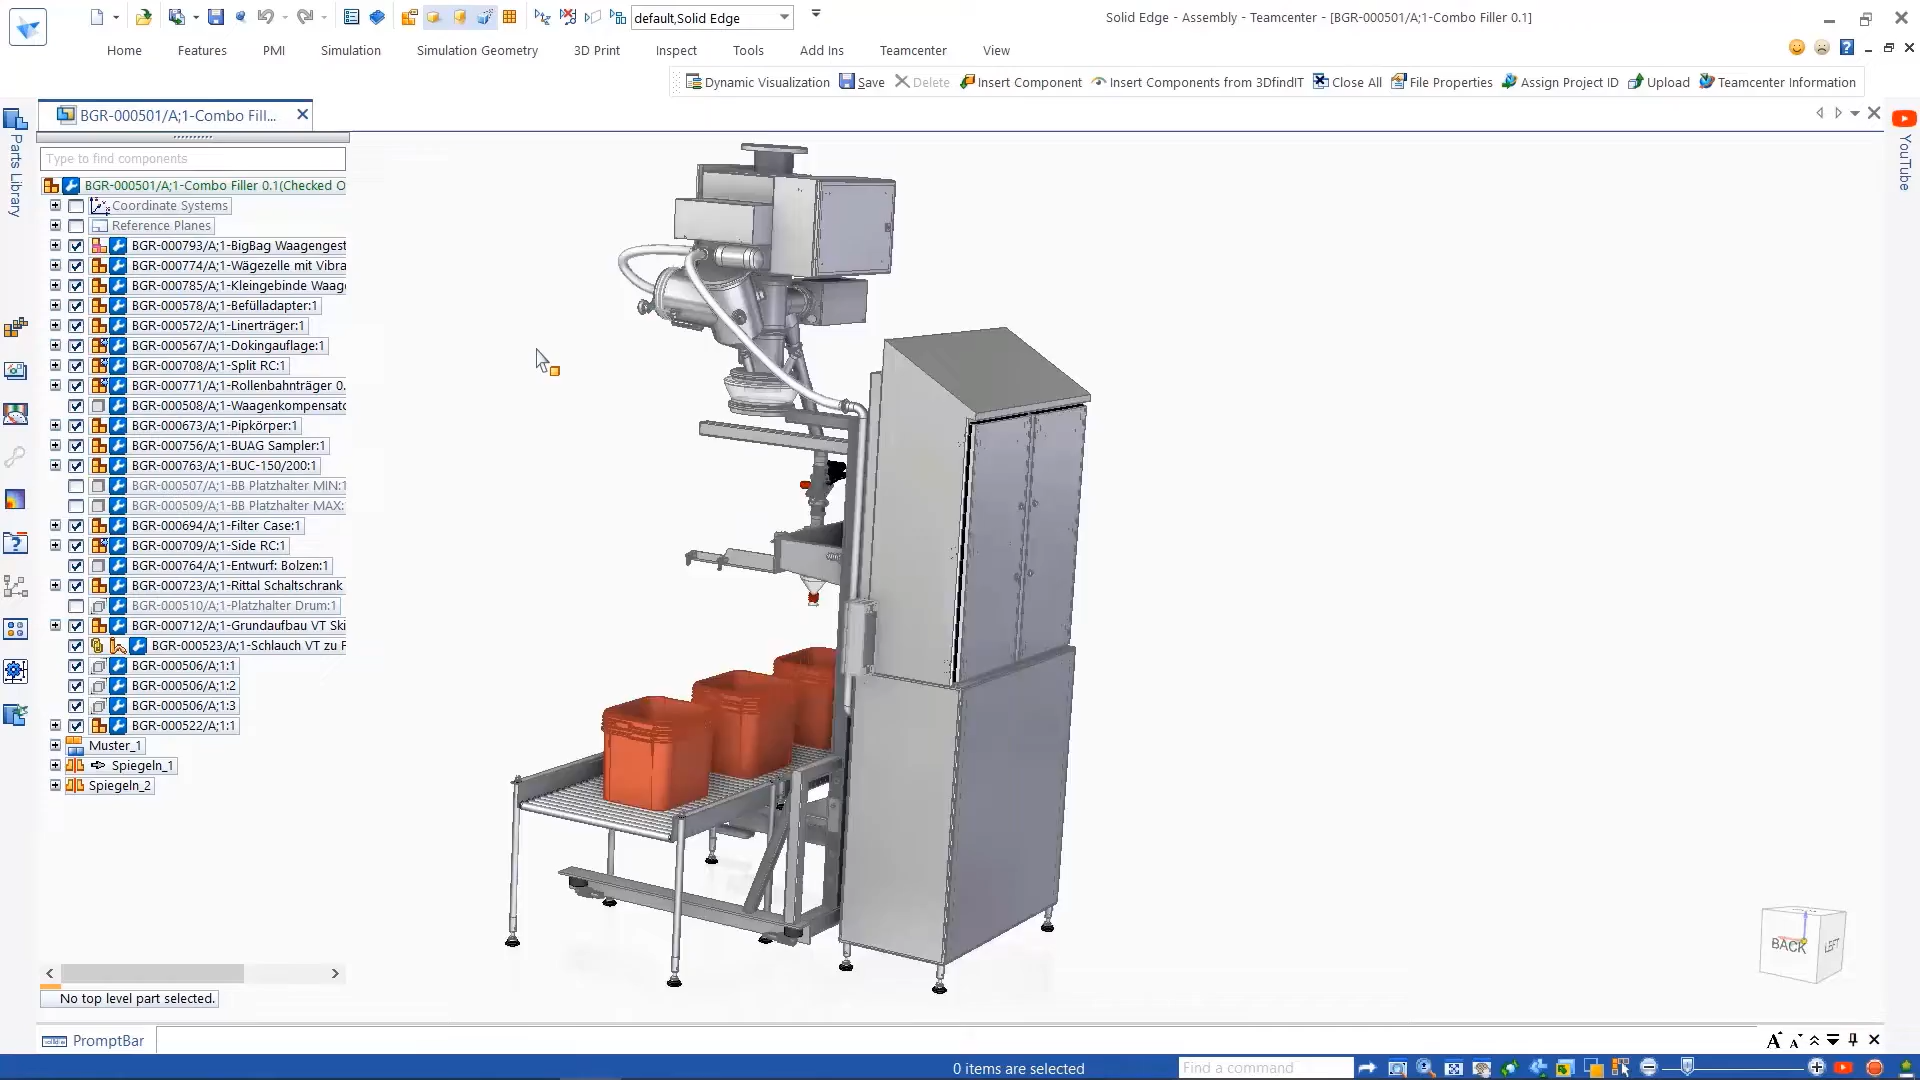 default,Solid Edge
Solid Edge - Assembly - Teamcenter - [BGR-000501/A;1-Combo Filler 0.1]
Home Features PMI Simulation Simulation Geometry 3D Print Inspect Tools Add Ins Teamcenter View
Dynamic Visualization Save Delete Insert Component Insert Components from 3DfindIT Close All File Properties Assign Project ID Upload Teamcenter Information
BGR-000501/A;1-Combo Fill...
Parts Library
YouTube
Type to find components
BGR-000501/A;1-Combo Filler 0.1(Checked O
Coordinate Systems
Reference Planes
BGR-000793/A;1-BigBag Waagengest
BGR-000774/A;1-Wägezelle mit Vibra
BGR-000785/A;1-Kleingebinde Waage
BGR-000578/A;1-Befülladapter:1
BGR-000572/A;1-Linerträger:1
BGR-000567/A;1-Dokingauflage:1
BGR-000708/A;1-Split RC:1
BGR-000771/A;1-Rollenbahnträger 0.
BGR-000508/A;1-Waagenkompensato
BGR-000673/A;1-Pipkörper:1
BGR-000756/A;1-BUAG Sampler:1
BGR-000763/A;1-BUC-150/200:1
BGR-000507/A;1-BB Platzhalter MIN:1
BGR-000509/A;1-BB Platzhalter MAX:
BGR-000694/A;1-Filter Case:1
BGR-000709/A;1-Side RC:1
BGR-000764/A;1-Entwurf: Bolzen:1
BGR-000723/A;1-Rittal Schaltschrank
BGR-000510/A;1-Platzhalter Drum:1
BGR-000712/A;1-Grundaufbau VT Ski
BGR-000523/A;1-Schlauch VT zu F
BGR-000506/A;1:1
BGR-000506/A;1:2
BGR-000506/A;1:3
BGR-000522/A;1:1
Muster_1
Spiegeln_1
Spiegeln_2
BACK LEFT
No top level part selected.
PromptBar
0 items are selected
Find a command